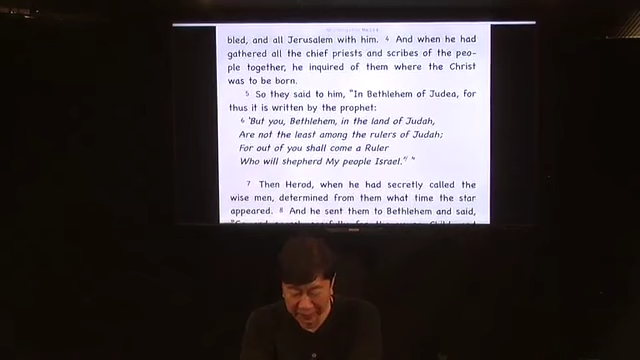 bled, and all Jerusalem with him. 4 And when he had
gathered all the chief priests and scribes of the peo-
ple together, he inquired of them where the Christ
was to be born.
5 So they said to him, "In Bethlehem of Judea, for
thus it is written by the prophet:
6 'But you, Bethlehem, in the land of Judah,
Are not the least among the rulers of Judah;
For out of you shall come a Ruler
Who will shepherd My people Israel.'" 
7 Then Herod, when he had secretly called the
wise men, determined from them what time the star
appeared. 8 And he sent them to Bethlehem and said,